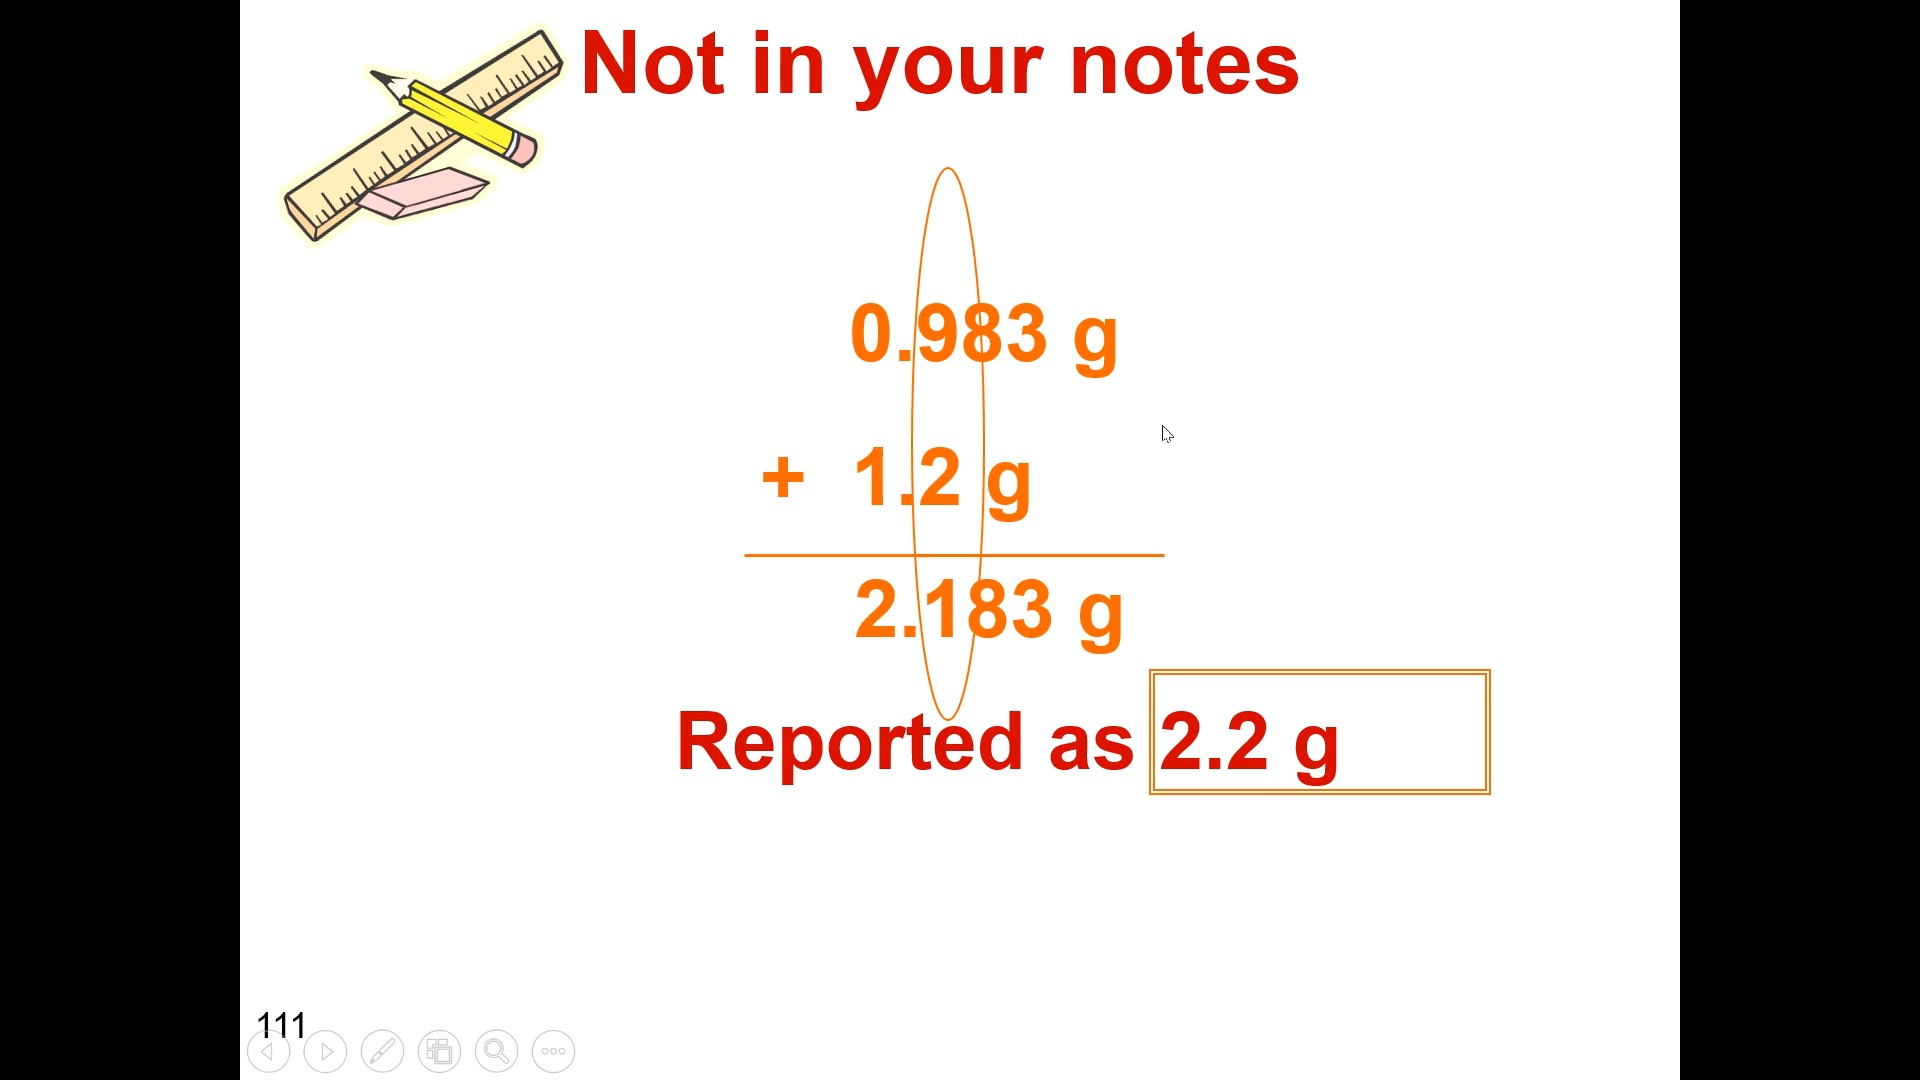 Not in your notes
0.983 g
+ 1.2 g
2.183 g
Reported as 2.2 g
111